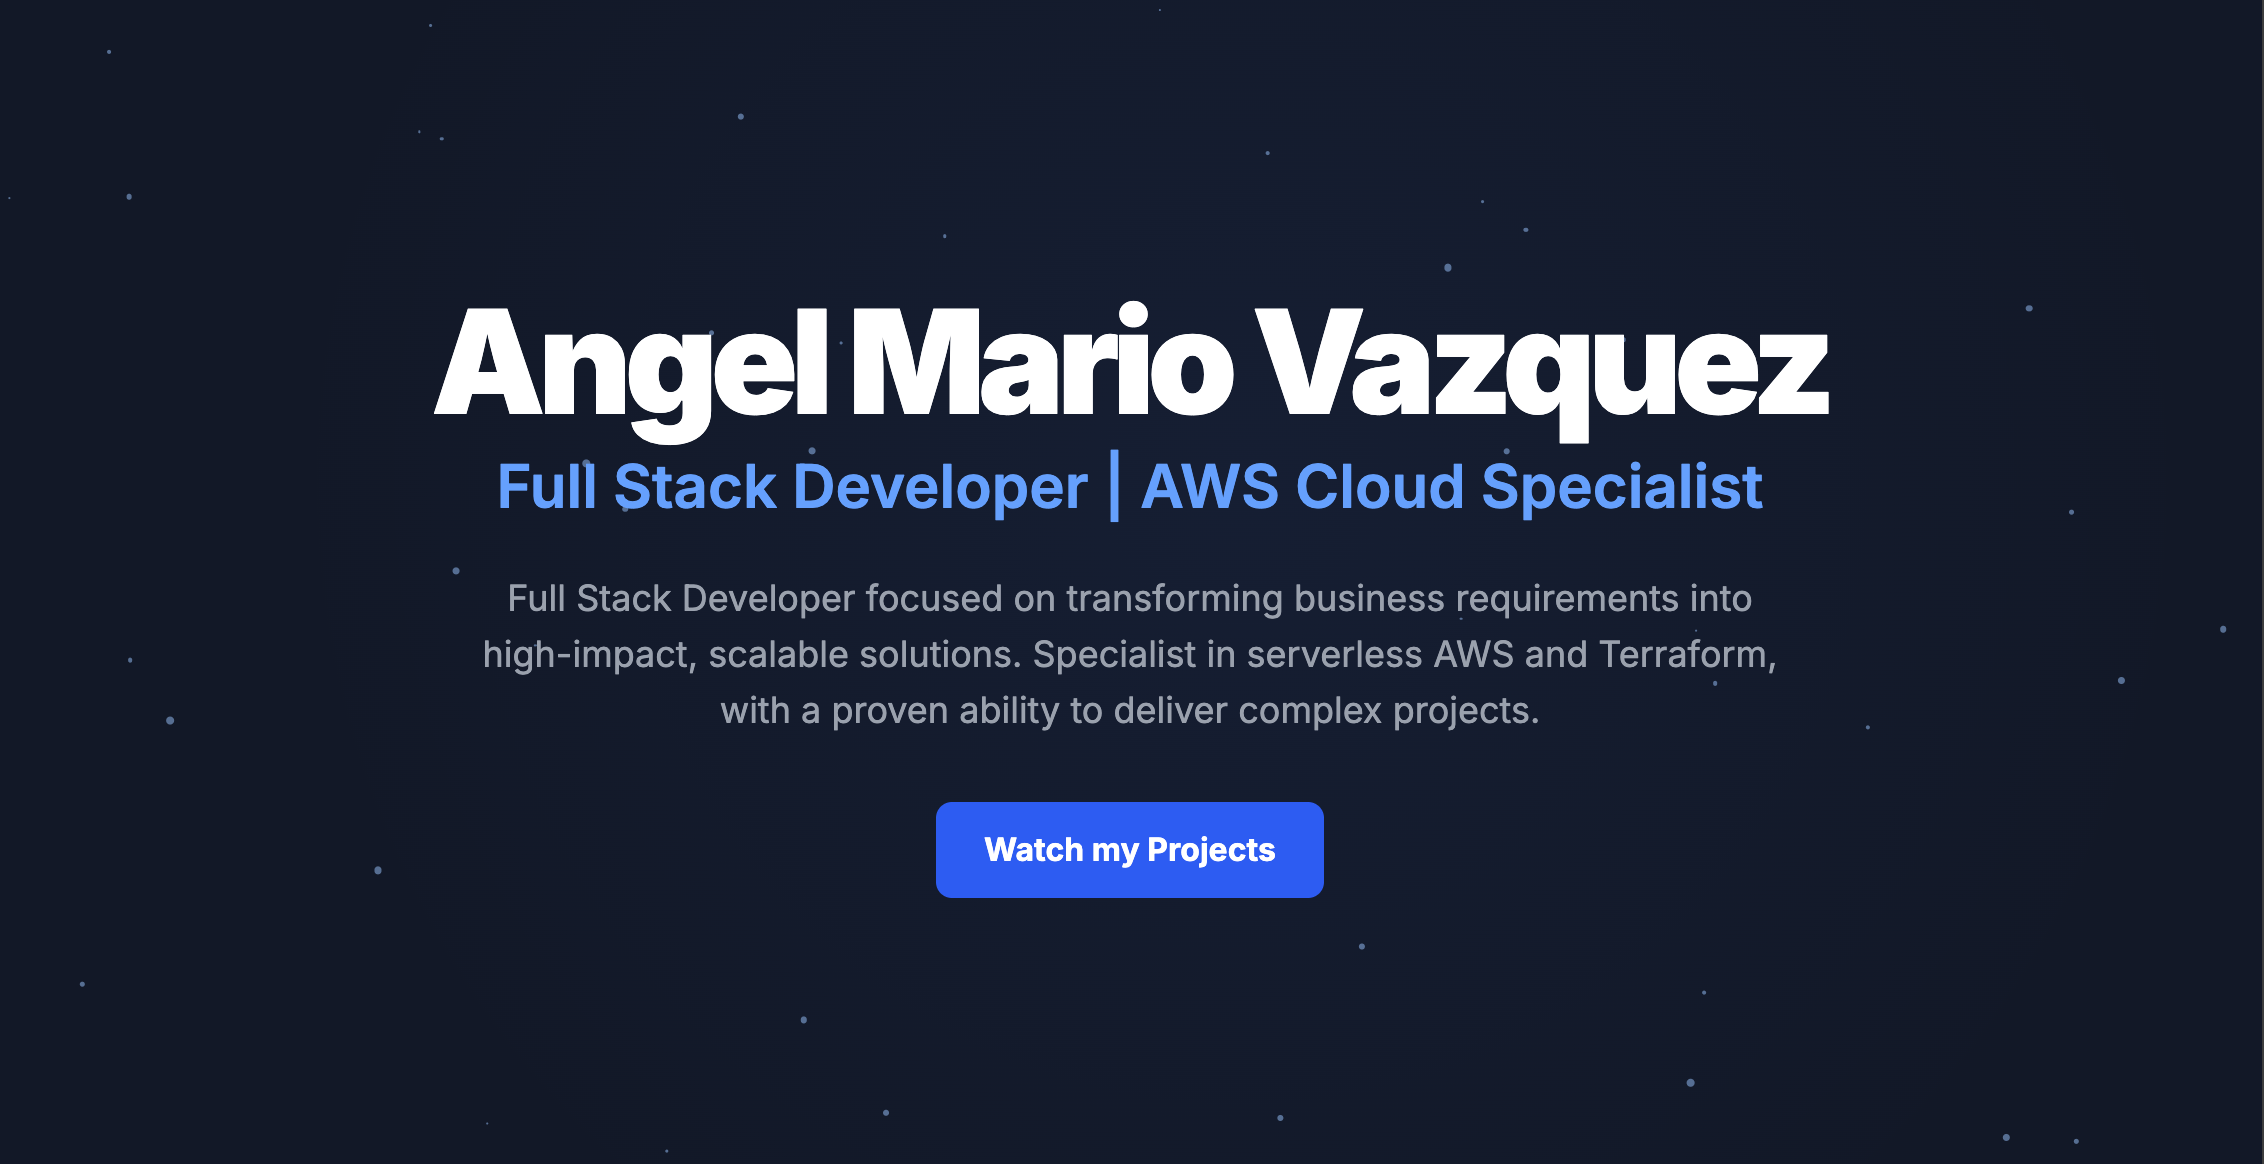 Angel Mario Vazquez
Full Stack Developer | AWS Cloud Specialist
Full Stack Developer focused on transforming business requirements into
high-impact, scalable solutions. Specialist in serverless AWS and Terraform,
with a proven ability to deliver complex projects.
Watch my Projects